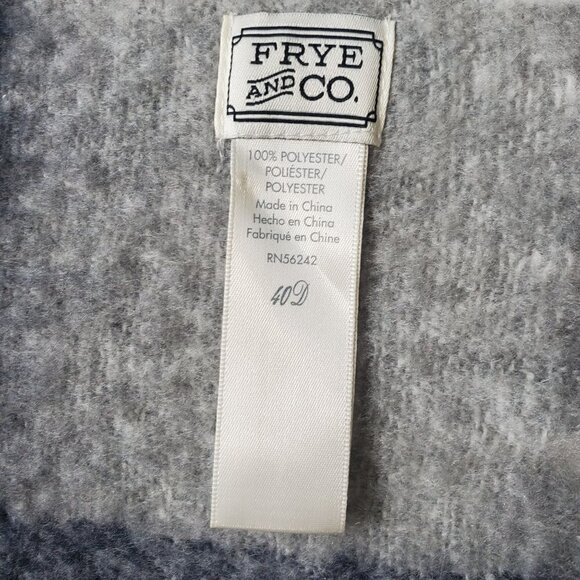 FRYE
AND CO.
100% POLYESTER/
POLIÉSTER/
POLYESTER
Made in China
Hecho en China
Fabriqué en Chine
RN56242
40D